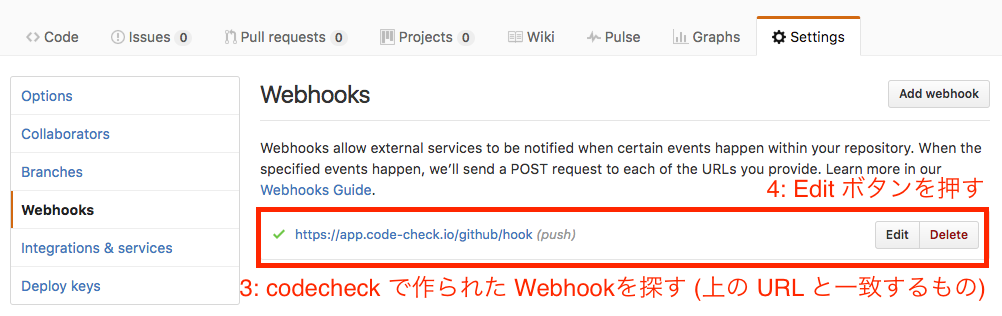 Code Issues 0 Pull requests 0 Projects 0 Wiki Pulse Graphs Settings
Options
Collaborators
Branches
Webhooks
Integrations & services
Deploy keys
Webhooks
Add webhook
Webhooks allow external services to be notified when certain events happen within your repository. When the
specified events happen, we’ll send a POST request to each of the URLs you provide. Learn more in our
Webhooks Guide.
4: Edit ボタンを押す
https://app.code-check.io/github/hook (push)
Edit Delete
3: codecheck で作られた Webhookを探す (上の URL と一致するもの)